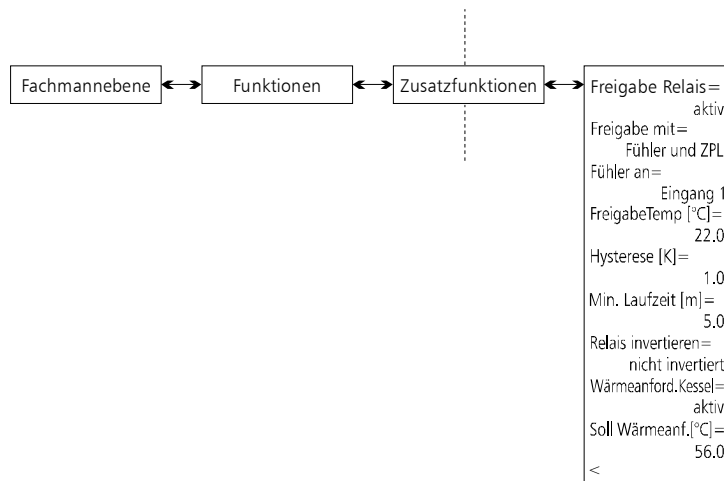 Fachmannebene
Funktionen
Zusatzfunktionen
Freigabe Relais=
aktiv
Freigabe mit=
Fühler und ZPL
Fühler an=
Eingang 1
FreigabeTemp [°C]=
22.0
Hysterese [K]=
1.0
Min. Laufzeit [m]=
5.0
Relais invertieren=
nicht invertiert
Wärmeanford.Kessel=
aktiv
Soll Wärmeanf.[°C]=
56.0
<